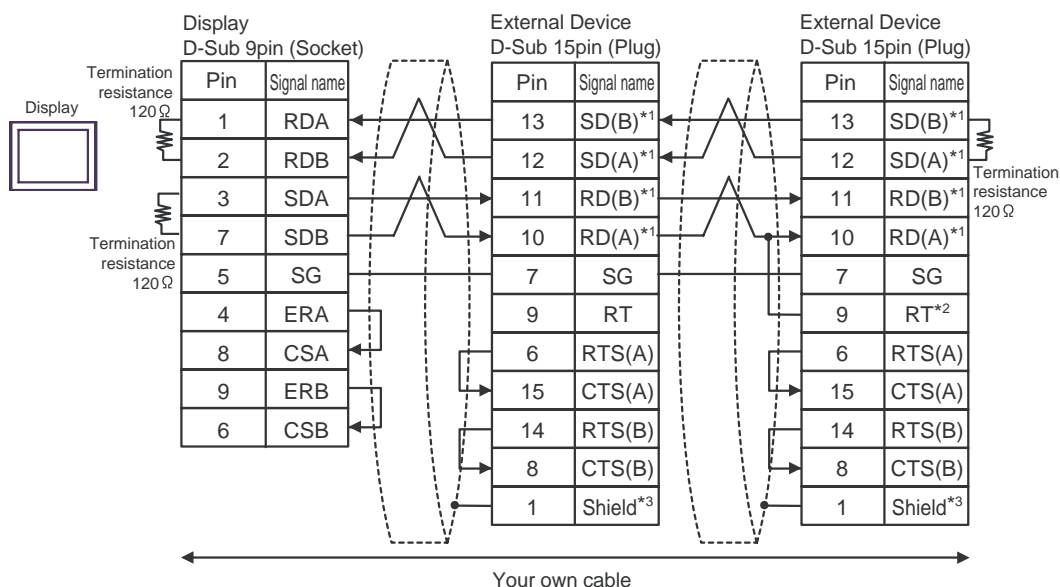 Display
D-Sub 9pin (Socket)
External Device
D-Sub 15pin (Plug)
External Device
D-Sub 15pin (Plug)
Display
Termination
resistance
120Ω
Pin Signal name
1 RDA
2 RDB
3 SDA
7 SDB
5 SG
4 ERA
8 CSA
9 ERB
6 CSB
Termination
resistance
120Ω
Pin Signal name
13 SD(B)*1
12 SD(A)*1
11 RD(B)*1
10 RD(A)*1
7 SG
9 RT
6 RTS(A)
15 CTS(A)
14 RTS(B)
8 CTS(B)
1 Shield*3
Pin Signal name
13 SD(B)*1
12 SD(A)*1
11 RD(B)*1
10 RD(A)*1
7 SG
9 RT*2
6 RTS(A)
15 CTS(A)
14 RTS(B)
8 CTS(B)
1 Shield*3
Termination
resistance
120Ω
Your own cable